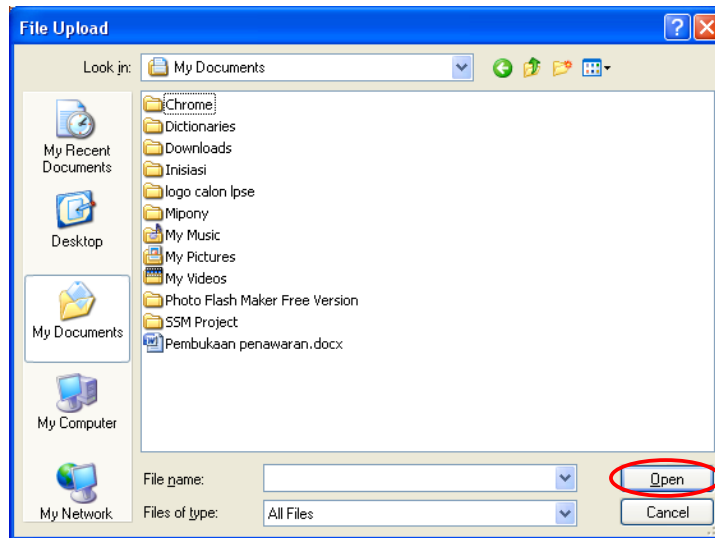 File Upload
Look in:
My Documents
My Recent
Documents
Desktop
My Documents
My Computer
My Network
Chrome
Dictionaries
Downloads
Inisiasi
logo calon lpse
Mipony
My Music
My Pictures
My Videos
Photo Flash Maker Free Version
SSM Project
Pembukaan penawaran.docx
File name:
Open
Files of type:
All Files
Cancel